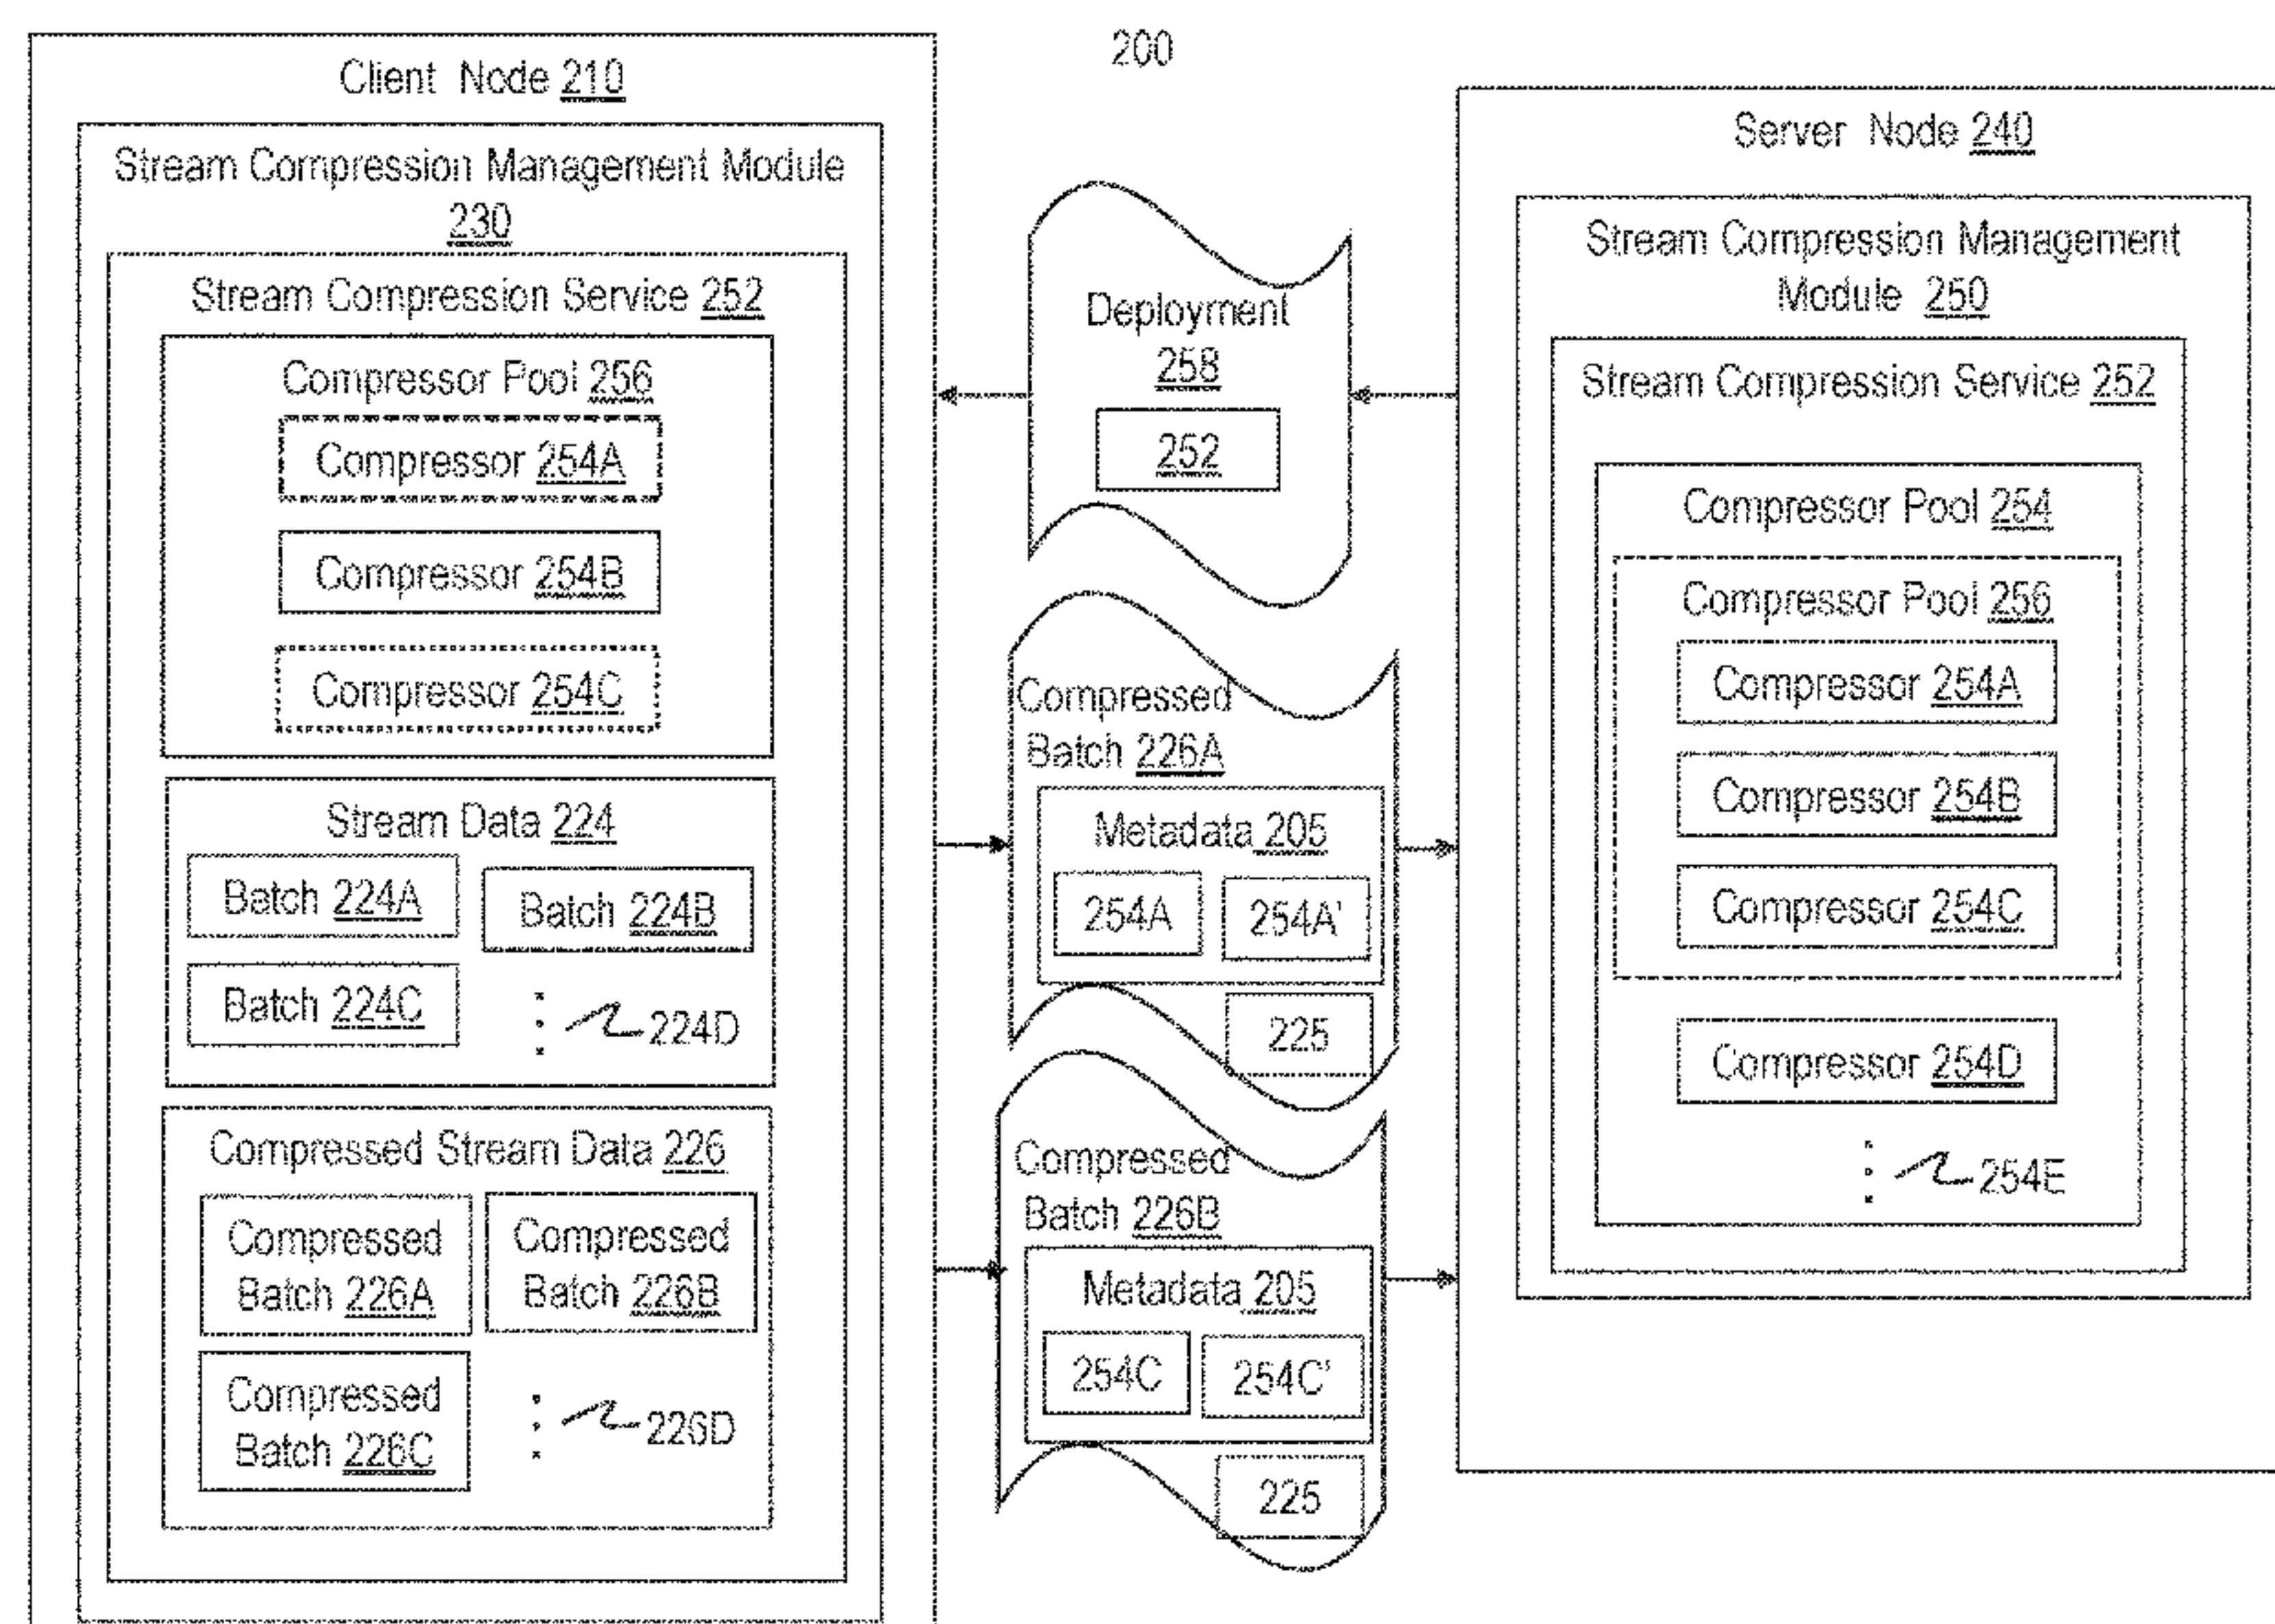 200
Client Node 210
Stream Compression Management Module
230
Stream Compression Service 252
Compressor Pool 256
Compressor 254A
Compressor 254B
Compressor 254C
Stream Data 224
Batch 224A
Batch 224B
Batch 224C
224D
Compressed Stream Data 226
Compressed
Batch 226A
Compressed
Batch 226B
Compressed
Batch 226C
226D
Deployment
258
252
Compressed
Batch 226A
Metadata 205
254A
254A'
225
Compressed
Batch 226B
Metadata 205
254C
254C'
225
Server Node 240
Stream Compression Management
Module 250
Stream Compression Service 252
Compressor Pool 254
Compressor Pool 256
Compressor 254A
Compressor 254B
Compressor 254C
Compressor 254D
254E